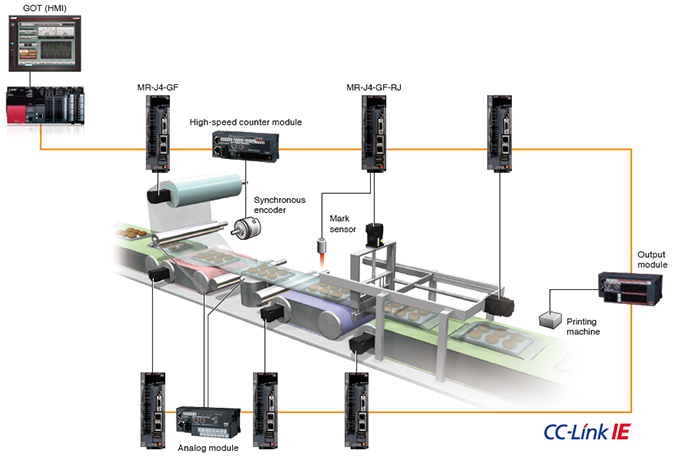 GOT (HMI)
MR-J4-GF
MR-J4-GF-RJ
High-speed counter module
Synchronous
encoder
Mark
sensor
Output
module
Printing
machine
Analog module
CC-Link IE